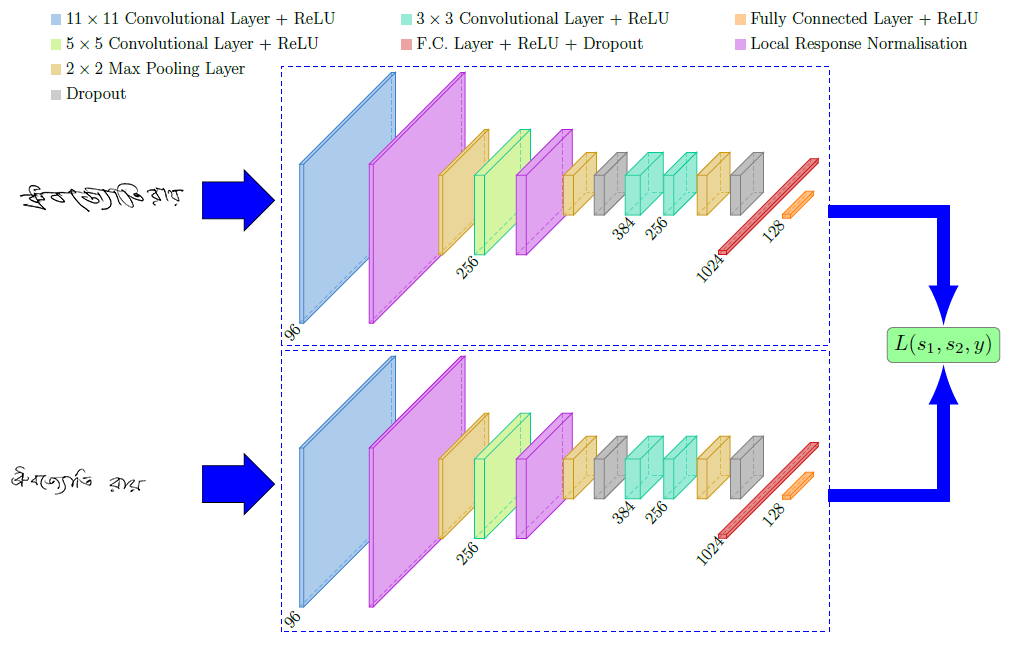 11 × 11 Convolutional Layer + ReLU
3 × 3 Convolutional Layer + ReLU
Fully Connected Layer + ReLU
5 × 5 Convolutional Layer + ReLU
F.C. Layer + ReLU + Dropout
Local Response Normalisation
2 × 2 Max Pooling Layer
Dropout
ধ্রুবজ্যোতি রায়
96
256
384
256
1024
128
L(s₁, s₂, y)
ধ্রুবজ্যোতি রায়
96
256
384
256
1024
128